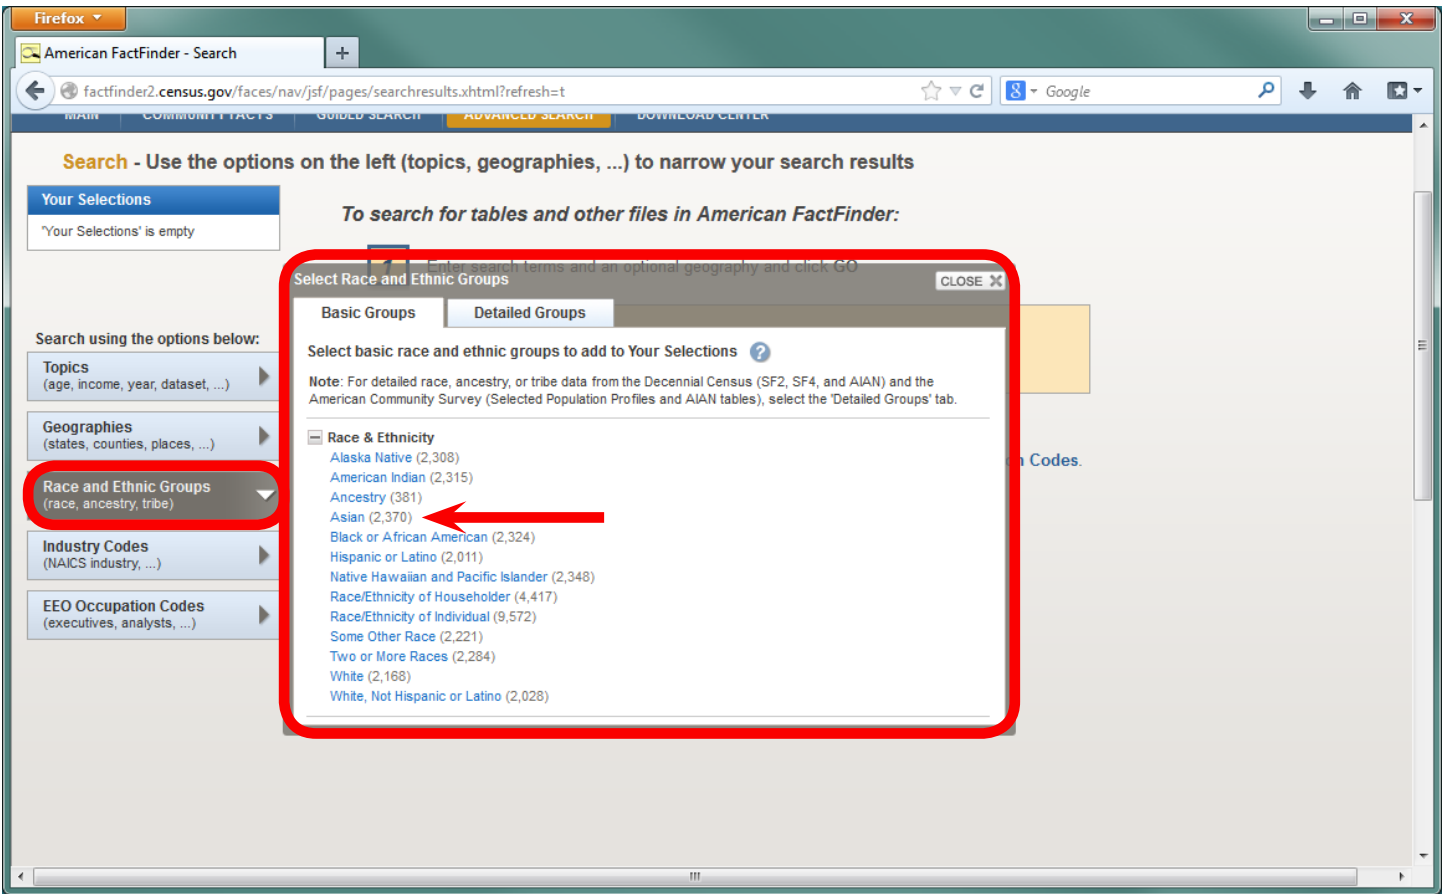 Firefox
American FactFinder - Search
factfinder2.census.gov/faces/nav/jsf/pages/searchresults.xhtml?refresh=t
Google
MAIN COMMUNITY FACTS GUIDED SEARCH ADVANCED SEARCH DOWNLOAD CENTER
Search - Use the options on the left (topics, geographies, ...) to narrow your search results
Your Selections
'Your Selections' is empty
To search for tables and other files in American FactFinder:
1 Enter search terms and an optional geography and click GO
Search using the options below:
Topics
(age, income, year, dataset, ...)
Geographies
(states, counties, places, ...)
Race and Ethnic Groups
(race, ancestry, tribe)
Industry Codes
(NAICS industry, ...)
EEO Occupation Codes
(executives, analysts, ...)
Select Race and Ethnic Groups
CLOSE X
Basic Groups Detailed Groups
Select basic race and ethnic groups to add to Your Selections ?
Note: For detailed race, ancestry, or tribe data from the Decennial Census (SF2, SF4, and AIAN) and the
American Community Survey (Selected Population Profiles and AIAN tables), select the 'Detailed Groups' tab.
Race & Ethnicity
Alaska Native (2,308)
American Indian (2,315)
Ancestry (381)
Asian (2,370)
Black or African American (2,324)
Hispanic or Latino (2,011)
Native Hawaiian and Pacific Islander (2,348)
Race/Ethnicity of Householder (4,417)
Race/Ethnicity of Individual (9,572)
Some Other Race (2,221)
Two or More Races (2,284)
White (2,168)
White, Not Hispanic or Latino (2,028)
Codes.